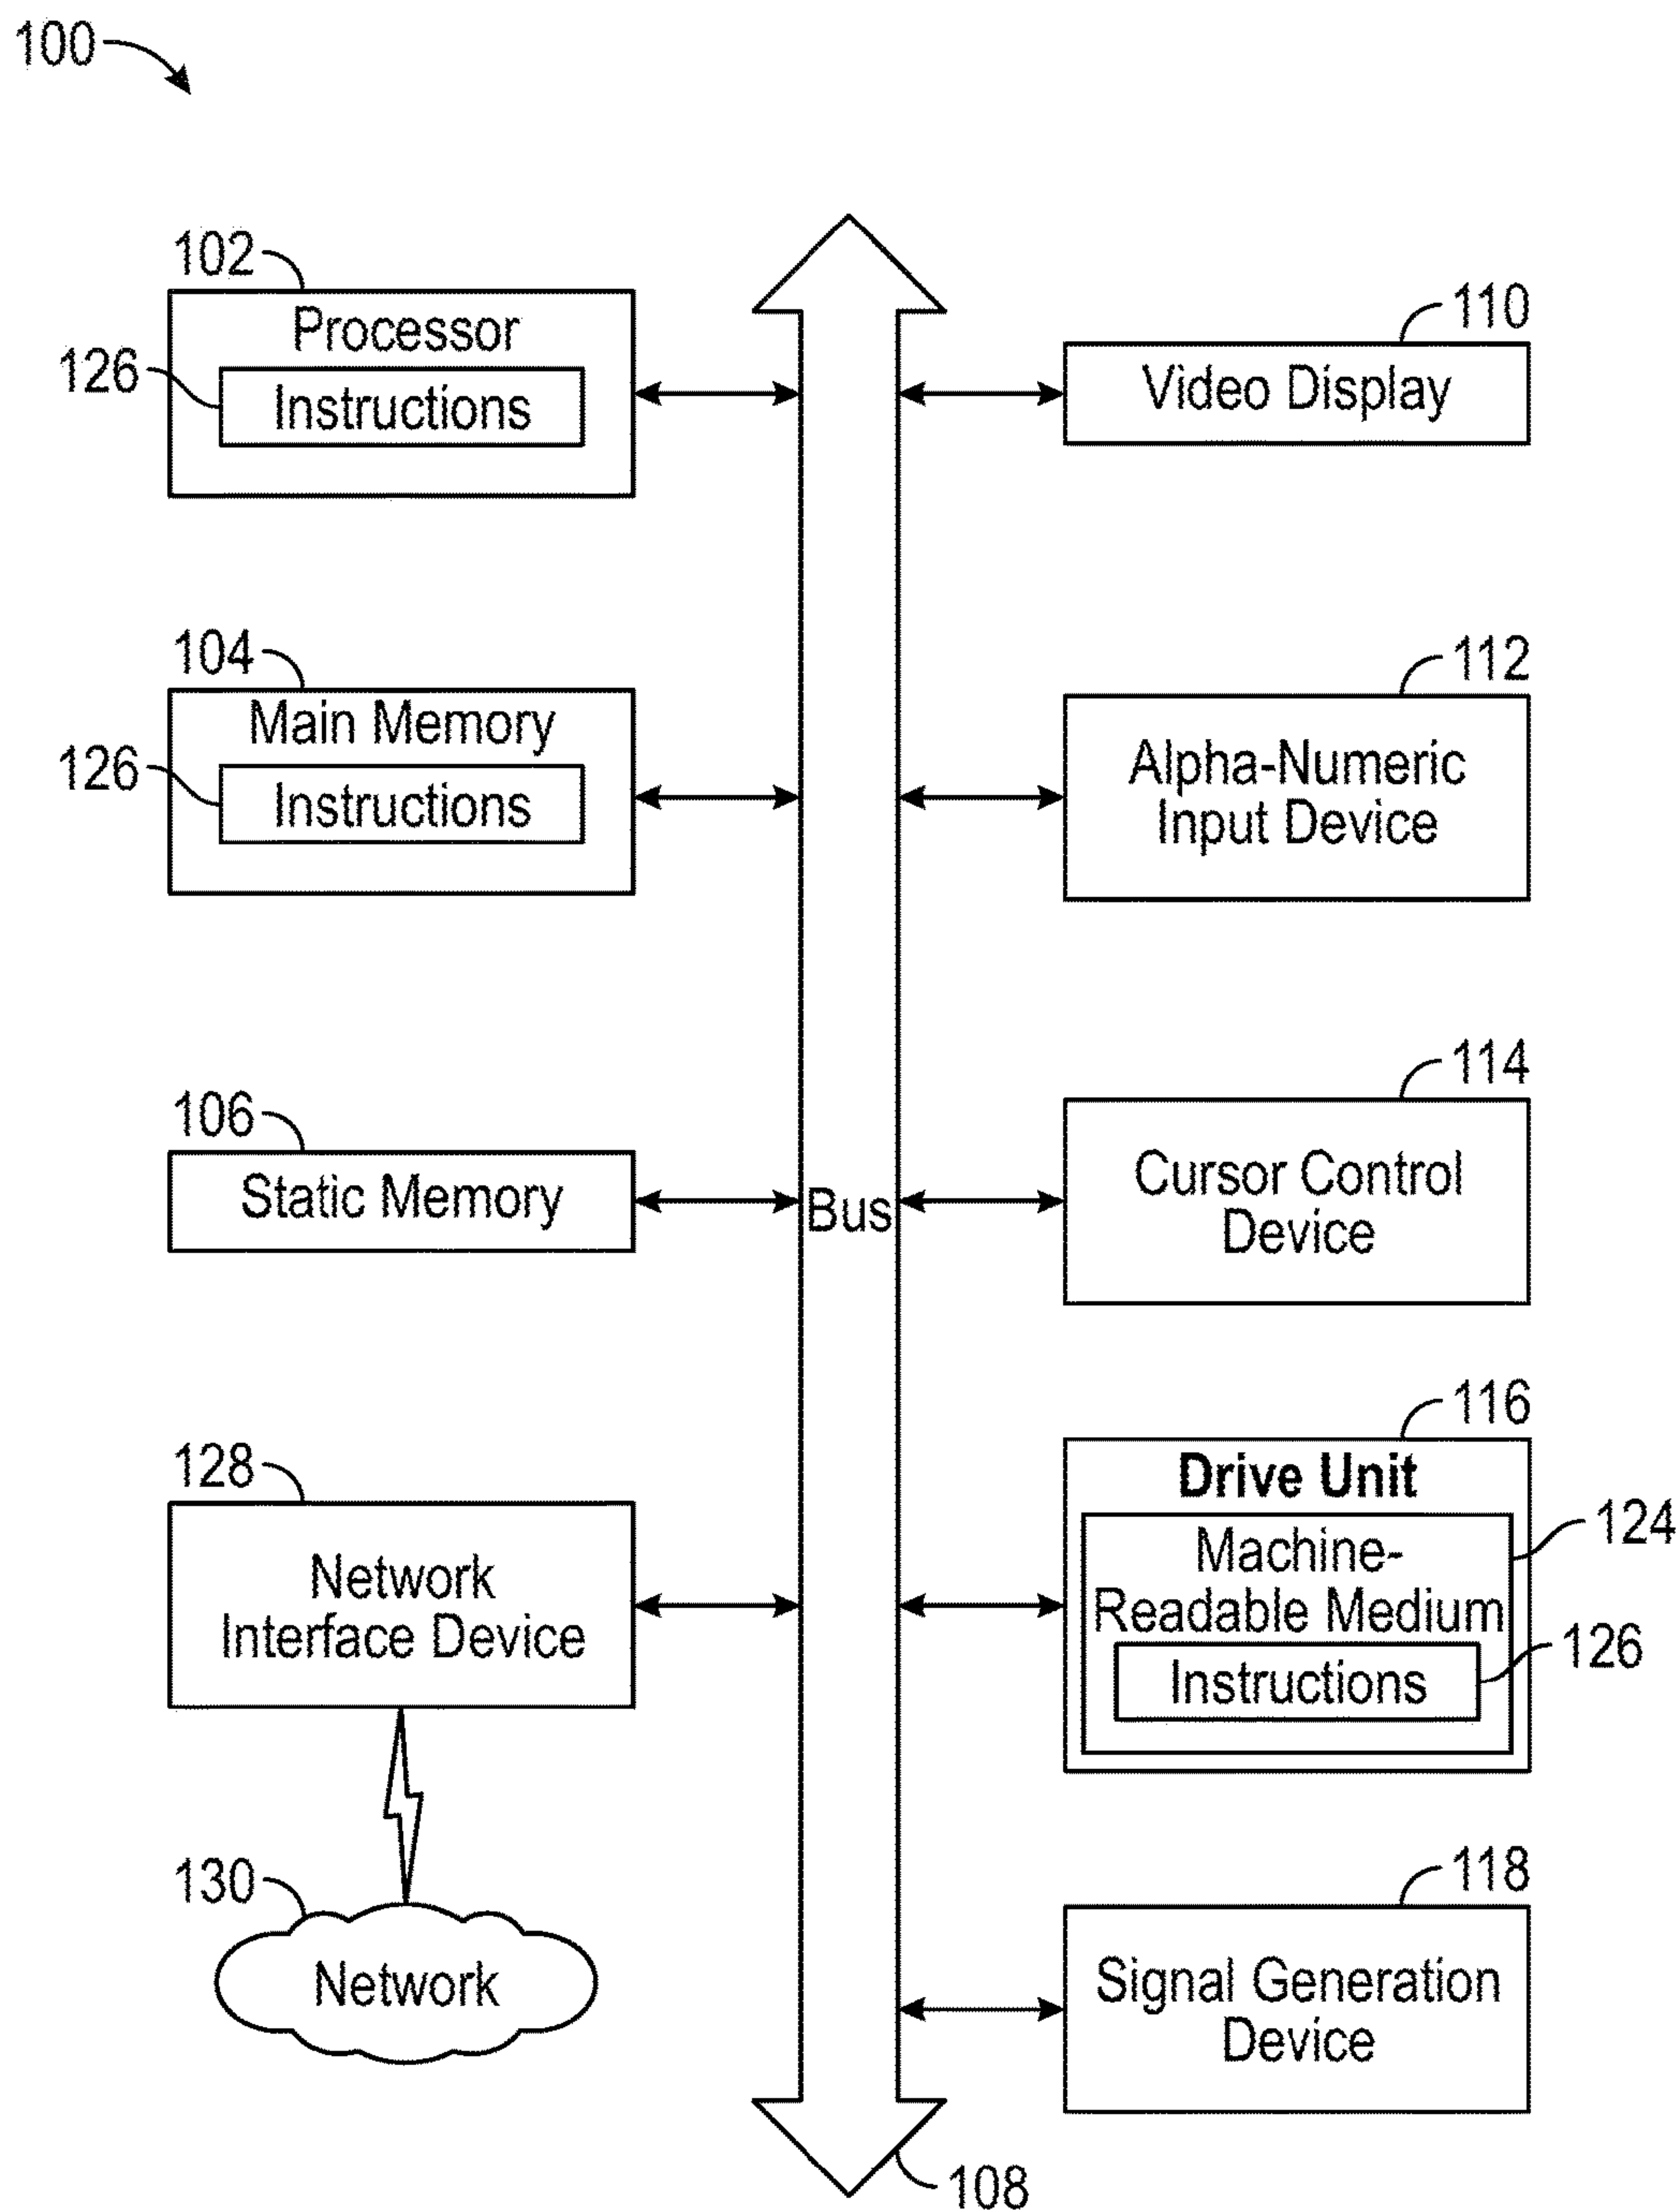 100
102
Processor
126
Instructions
110
Video Display
104
Main Memory
126
Instructions
112
Alpha-Numeric
Input Device
106
Static Memory
Bus
114
Cursor Control
Device
128
Network
Interface Device
116
Drive Unit
124
Machine-
Readable Medium
126
Instructions
130
Network
118
Signal Generation
Device
108